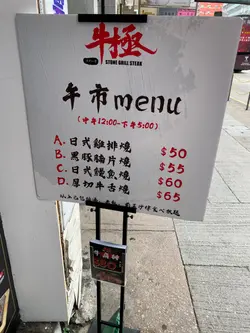 牛極
STONE GRILL STEAK
午市menu
(中午12:00-下午5:00)
A. 日式雞排燒 $50
B. 黑豚腩片燒 $55
C. 日式鰻魚燒 $60
D. 厚切牛舌燒 $65